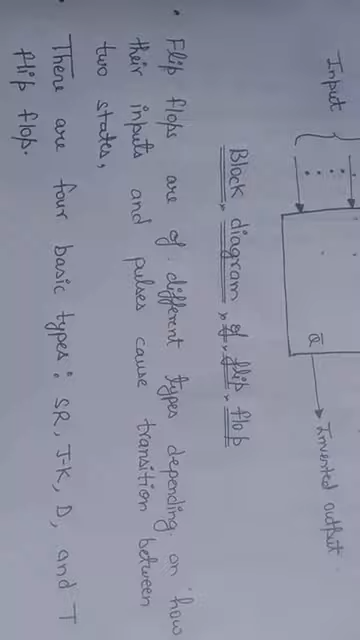 Input
Q̅
Inverted output
Block diagram of flip flop
• Flip flops are of different types depending on how
their inputs and pulses cause transition between
two states,
• There are four basic types: SR, J-K, D, and T
flip flop.